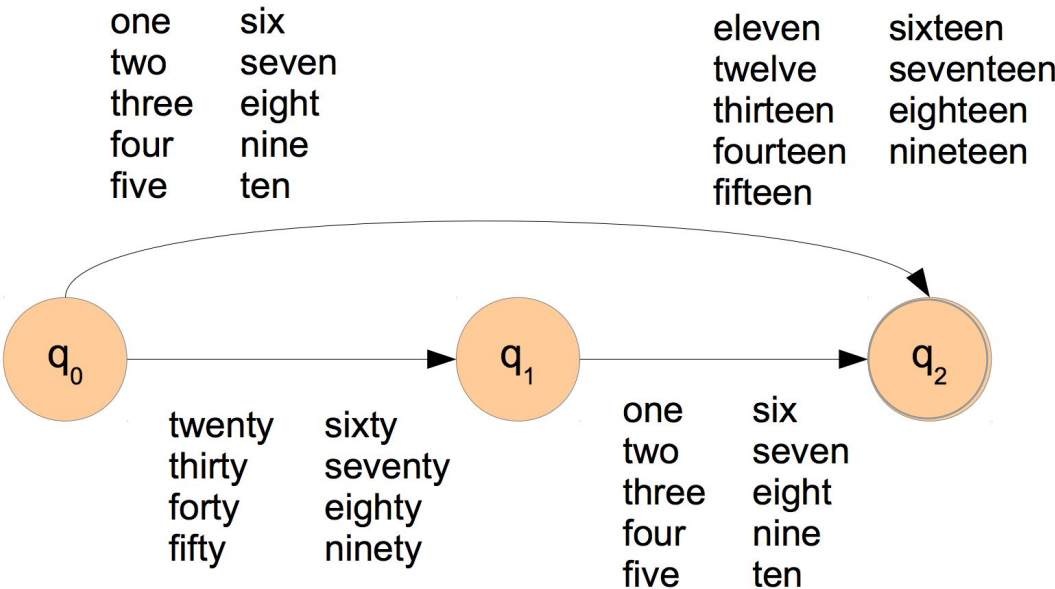 one six
two seven
three eight
four nine
five ten
eleven sixteen
twelve seventeen
thirteen eighteen
fourteen nineteen
fifteen
q0
q1
q2
twenty sixty
thirty seventy
forty eighty
fifty ninety
one six
two seven
three eight
four nine
five ten